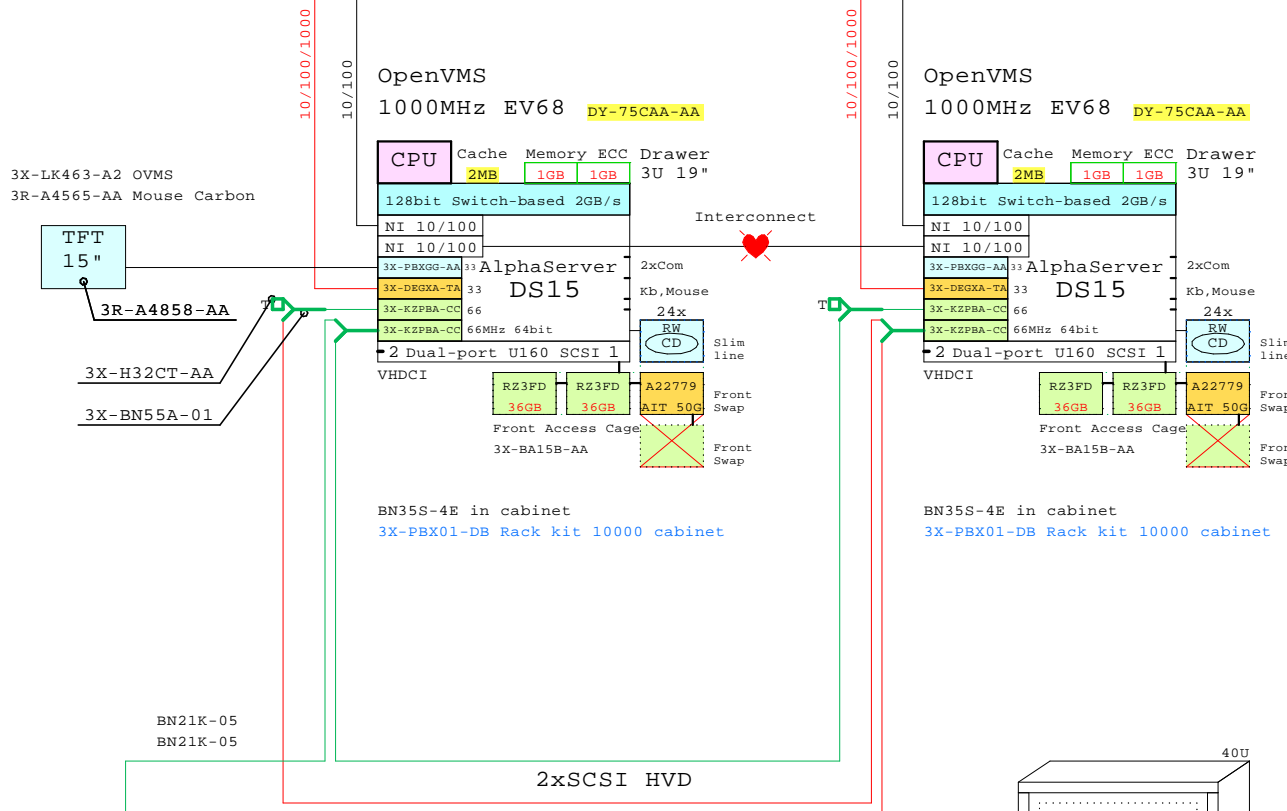 10/100/1000
10/100
OpenVMS
1000MHz EV68 DY-75CAA-AA
CPU
Cache
2MB
Memory ECC
1GB 1GB
Drawer
3U 19"
128bit Switch-based 2GB/s
NI 10/100
NI 10/100
3X-PBXGG-AA 33 AlphaServer
3X-DEGXA-TA 33 DS15
3X-KZPBA-CC 66
3X-KZPBA-CC 66MHz 64bit
2 Dual-port U160 SCSI 1
VHDCI
2xCom
Kb,Mouse
24x
RW
CD
Slim
line
RZ3FD
36GB
RZ3FD
36GB
A22779
AIT 50G
Front
Swap
Front Access Cage
3X-BA15B-AA
Front
Swap
BN35S-4E in cabinet
3X-PBX01-DB Rack kit 10000 cabinet
3X-LK463-A2 OVMS
3R-A4565-AA Mouse Carbon
TFT
15"
3R-A4858-AA
T
3X-H32CT-AA
3X-BN55A-01
Interconnect
10/100/1000
10/100
OpenVMS
1000MHz EV68 DY-75CAA-AA
CPU
Cache
2MB
Memory ECC
1GB 1GB
Drawer
3U 19"
128bit Switch-based 2GB/s
NI 10/100
NI 10/100
3X-PBXGG-AA 33 AlphaServer
3X-DEGXA-TA 33 DS15
T
3X-KZPBA-CC 66
3X-KZPBA-CC 66MHz 64bit
2 Dual-port U160 SCSI 1
VHDCI
2xCom
Kb,Mouse
24x
RW
CD
Slim
line
RZ3FD
36GB
RZ3FD
36GB
A22779
AIT 50G
Front
Swap
Front Access Cage
3X-BA15B-AA
Front
Swap
BN35S-4E in cabinet
3X-PBX01-DB Rack kit 10000 cabinet
BN21K-05
BN21K-05
2xSCSI HVD
40U